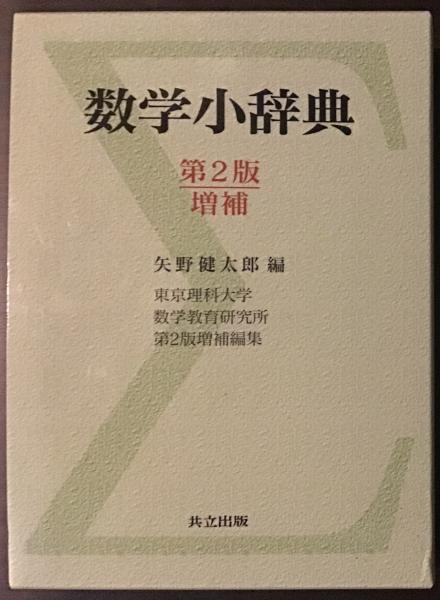 数学小辞典
第2版
増補
矢野健太郎 編
東京理科大学
数学教育研究所
第2版増補編集
共立出版